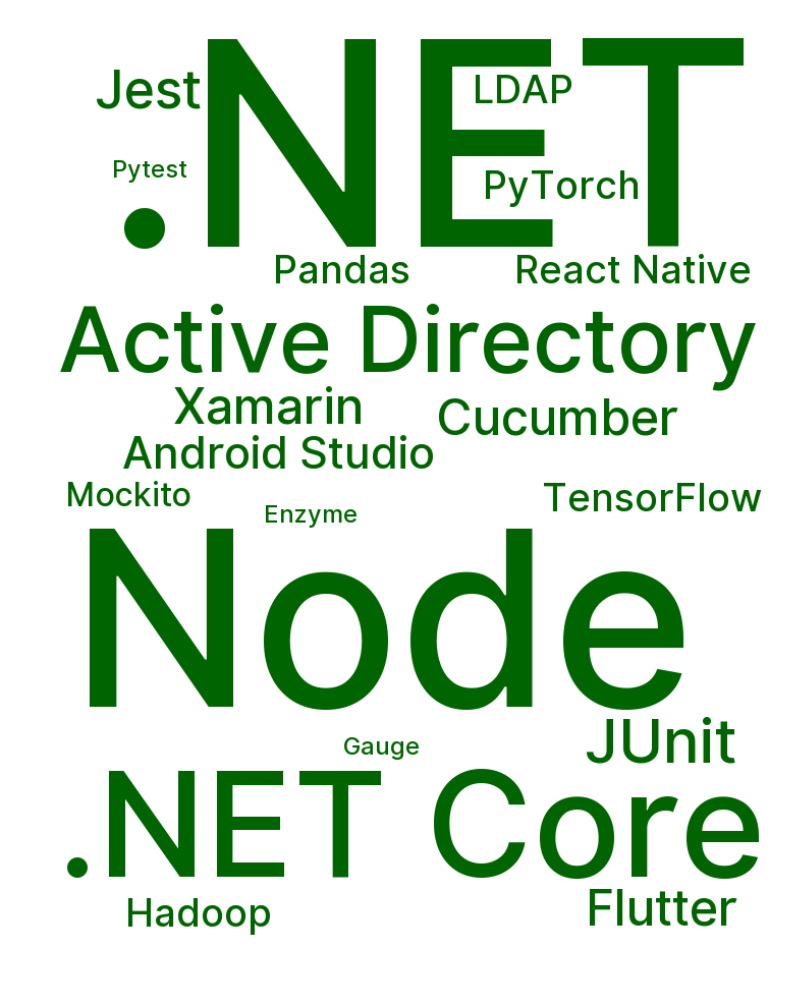 .NET
Jest
LDAP
Pytest
PyTorch
Pandas
React Native
Active Directory
Xamarin
Cucumber
Android Studio
Mockito
TensorFlow
Enzyme
Node
JUnit
Gauge
.NET Core
Hadoop
Flutter